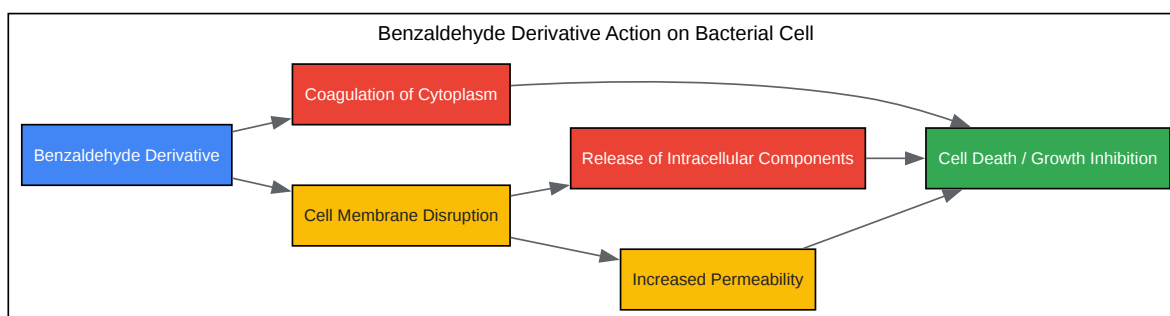 Benzaldehyde Derivative Action on Bacterial Cell
Coagulation of Cytoplasm
Benzaldehyde Derivative
Release of Intracellular Components
Cell Death / Growth Inhibition
Cell Membrane Disruption
Increased Permeability